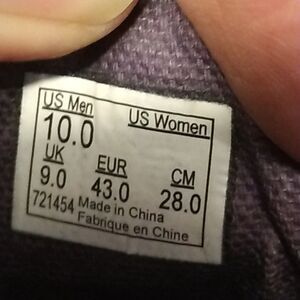 US Men US Women
10.0
UK EUR CM
9.0 43.0 28.0
721454 Made in China
Fabrique en Chine